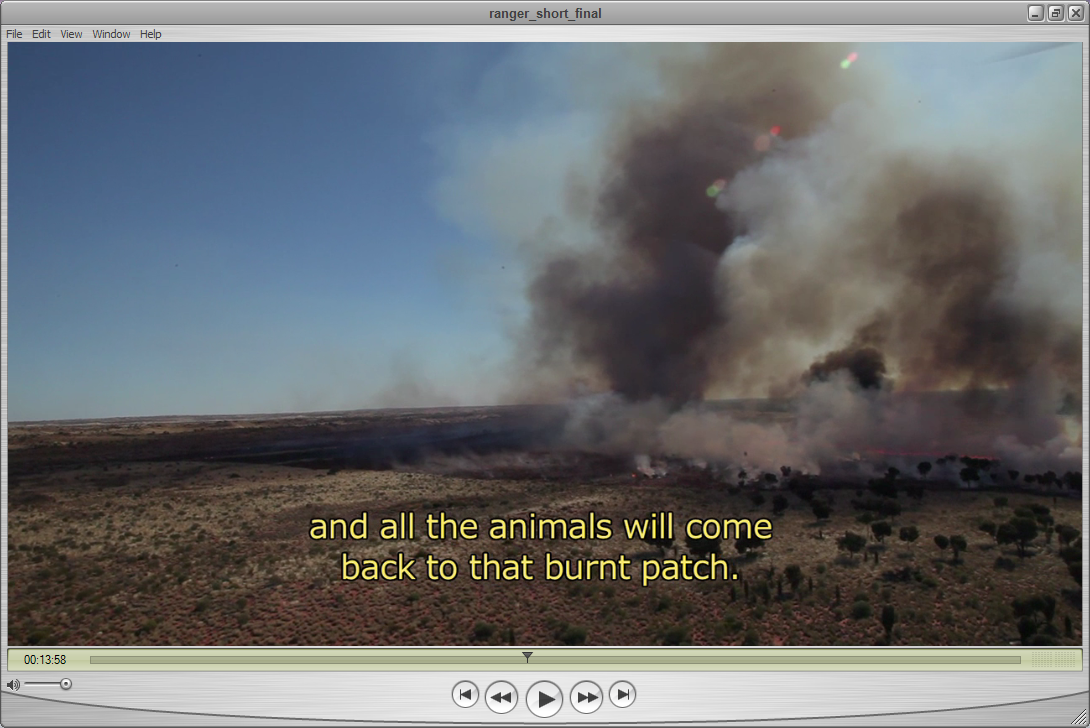 ranger_short_final
File Edit View Window Help
and all the animals will come
back to that burnt patch.
00:13:58